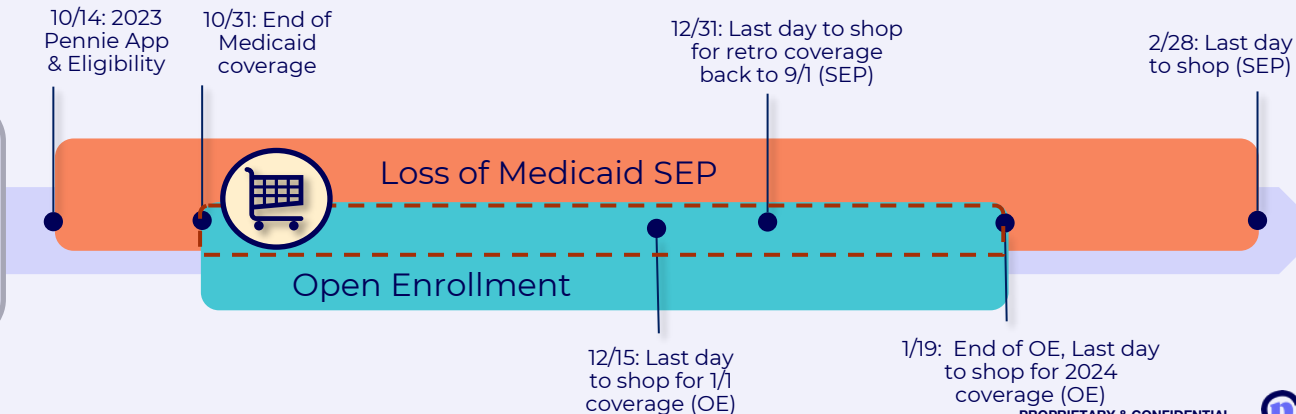 10/14: 2023
Pennie App
& Eligibility
10/31: End of
Medicaid
coverage
12/31: Last day to shop
for retro coverage
back to 9/1 (SEP)
2/28: Last day
to shop (SEP)
Loss of Medicaid SEP
Open Enrollment
12/15: Last day
to shop for 1/1
coverage (OE)
1/19:  End of OE, Last day
to shop for 2024
coverage (OE)
PROPRIETARY & CONFIDENTIAL
n